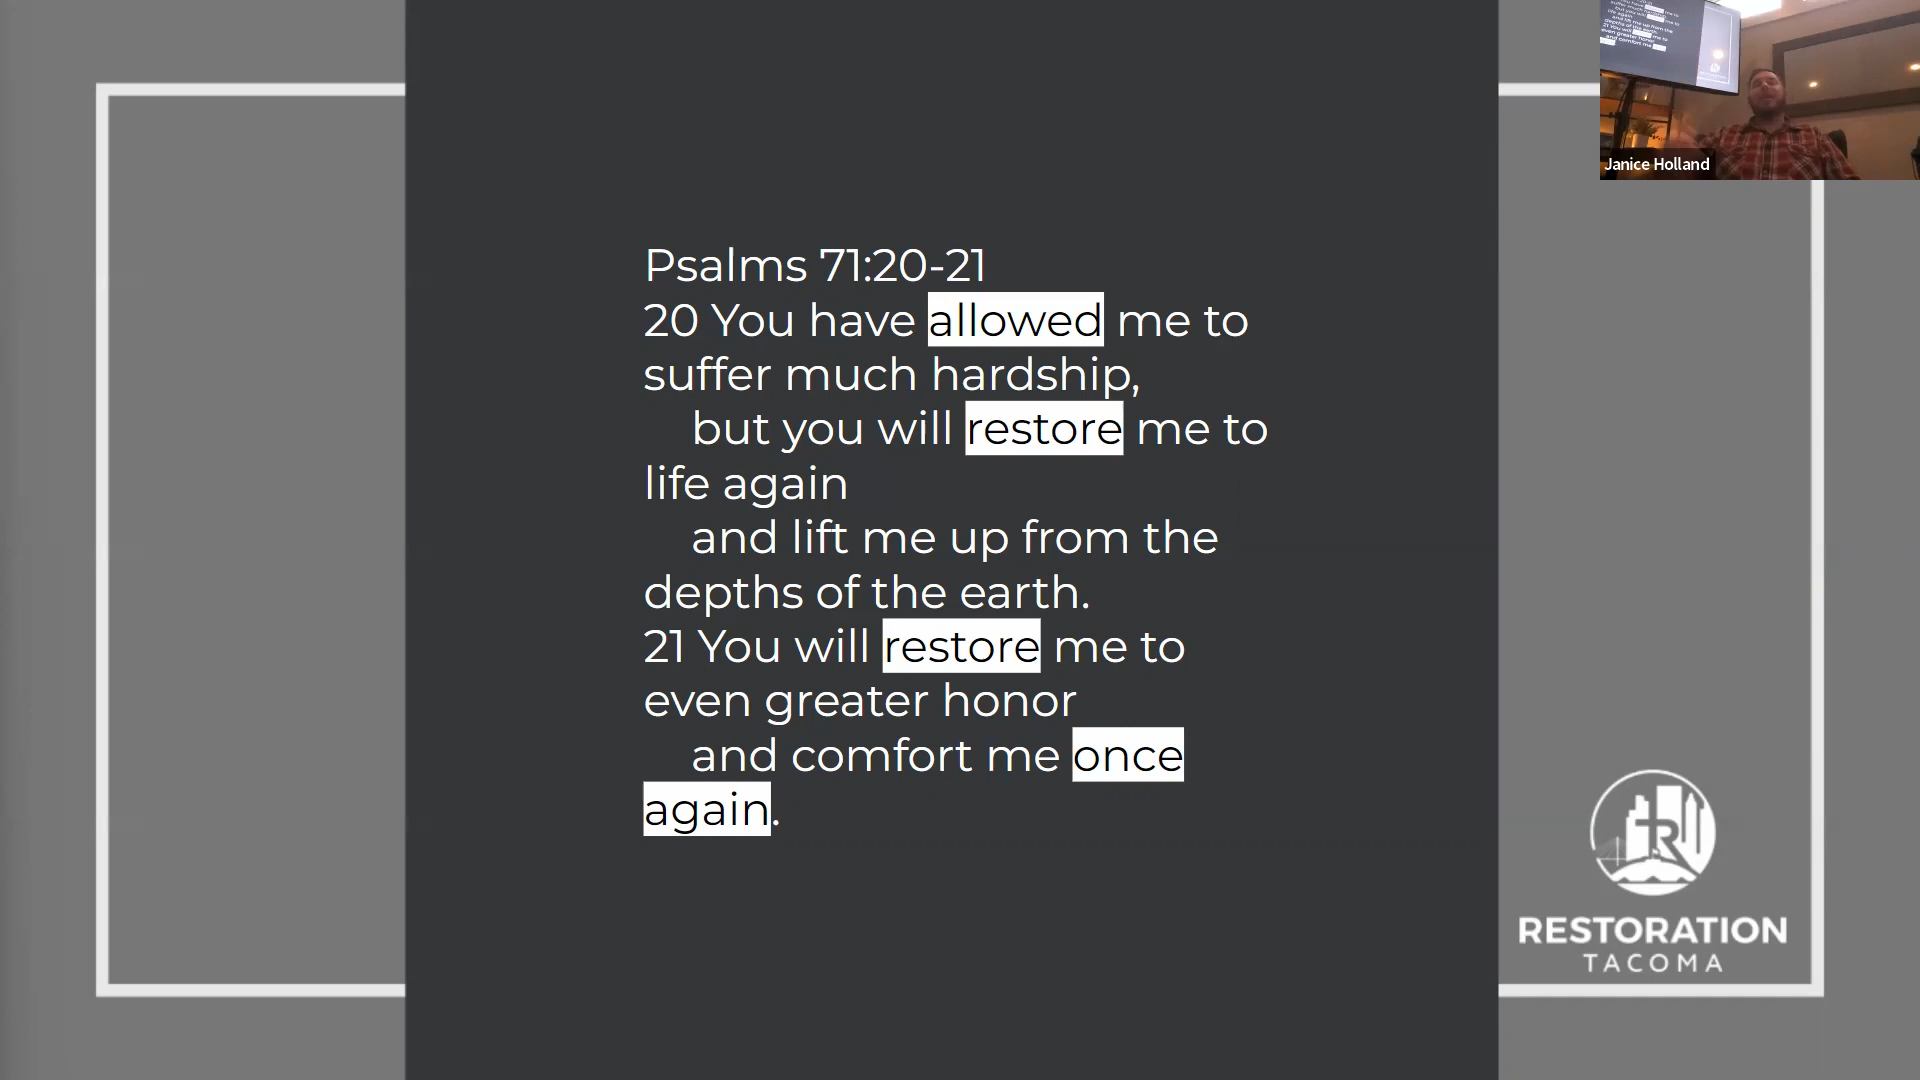 Psalms 71:20-21
20 You have allowed me to
suffer much hardship,
but you will restore me to
life again
and lift me up from the
depths of the earth.
21 You will restore me to
even greater honor
and comfort me once
again.
Janice Holland
R
RESTORATION
TACOMA